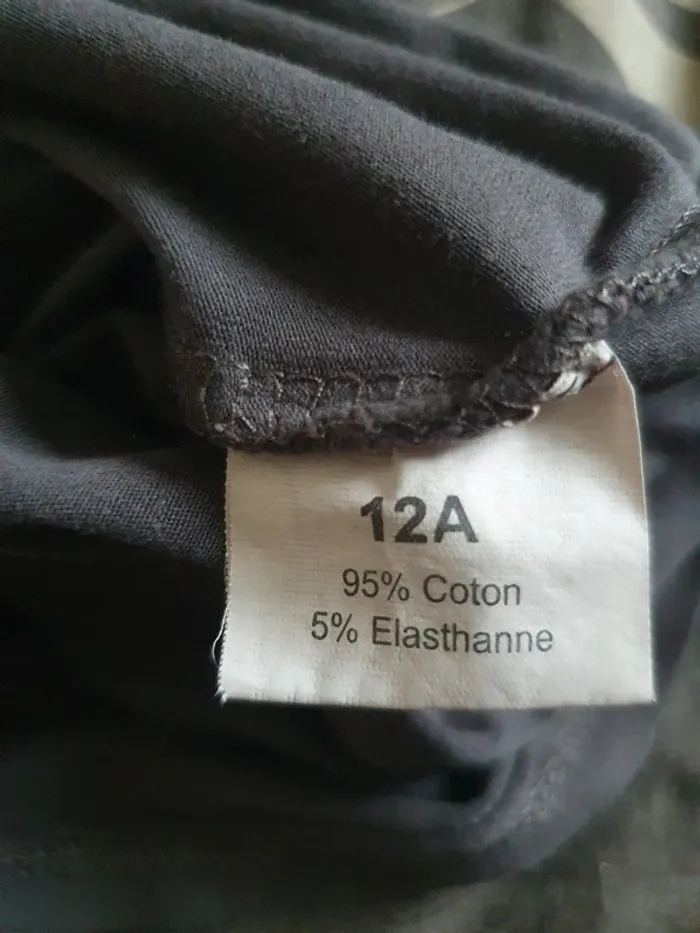 12A
95% Coton
5% Elasthanne